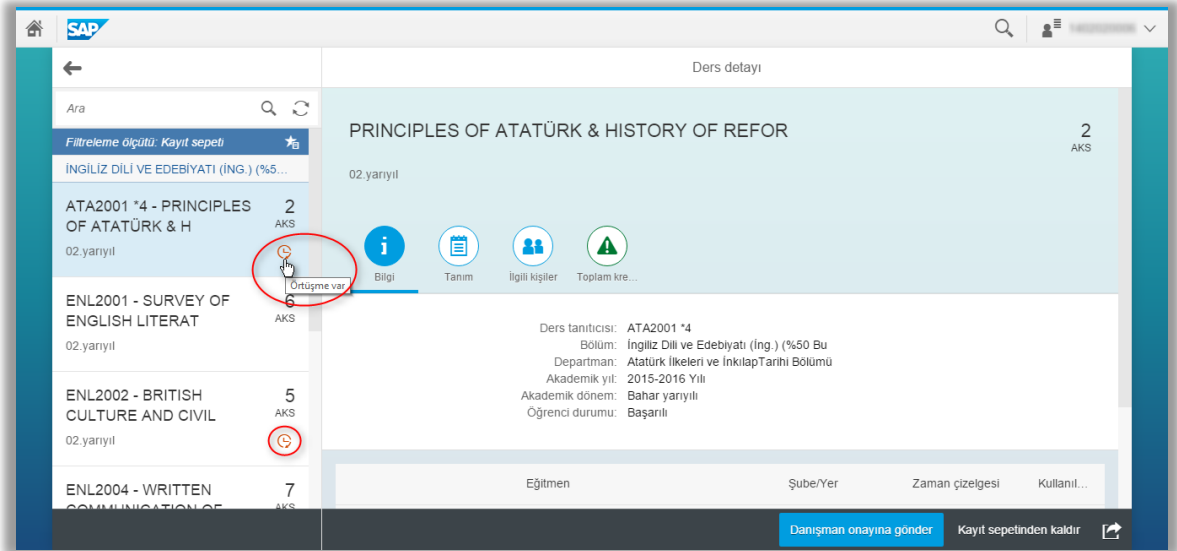 SAP
Ders detayı
Ara
Filtreleme ölçütü: Kayıt sepeti
İNGİLİZ DİLİ VE EDEBİYATI (İNG.) (%5...
ATA2001 *4 - PRINCIPLES
OF ATATÜRK & H
2
AKS
02.yarıyıl
Örtüşme var
ENL2001 - SURVEY OF
ENGLISH LITERAT
6
AKS
02.yarıyıl
ENL2002 - BRITISH
CULTURE AND CIVIL
5
AKS
02.yarıyıl
ENL2004 - WRITTEN
COMMUNICATION OF
7
AKS
PRINCIPLES OF ATATÜRK & HISTORY OF REFOR
2
AKS
02.yarıyıl
Bilgi
Tanım
İlgili kişiler
Toplam kre...
Ders tanıtıcısı: ATA2001 *4
Bölüm: İngiliz Dili ve Edebiyatı (İng.) (%50 Bu
Departman: Atatürk İlkeleri ve İnkılapTarihi Bölümü
Akademik yıl: 2015-2016 Yılı
Akademik dönem: Bahar yarıyılı
Öğrenci durumu: Başarılı
Eğitmen Şube/Yer Zaman çizelgesi Kullanıl...
Danışman onayına gönder Kayıt sepetinden kaldır